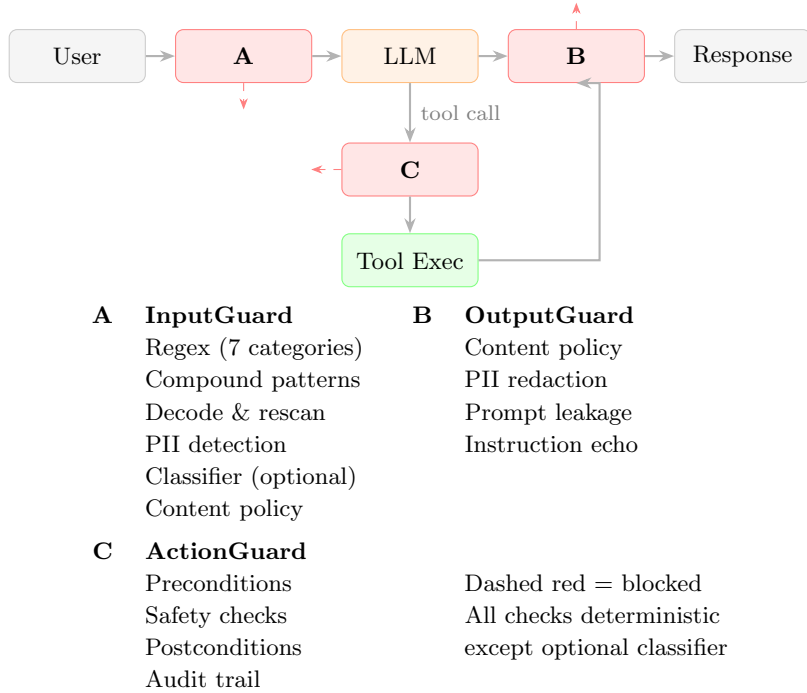 User
A
LLM
B
Response
tool call
C
Tool Exec
A InputGuard
Regex (7 categories)
Compound patterns
Decode & rescan
PII detection
Classifier (optional)
Content policy
B OutputGuard
Content policy
PII redaction
Prompt leakage
Instruction echo
C ActionGuard
Preconditions
Safety checks
Postconditions
Audit trail
Dashed red = blocked
All checks deterministic
except optional classifier